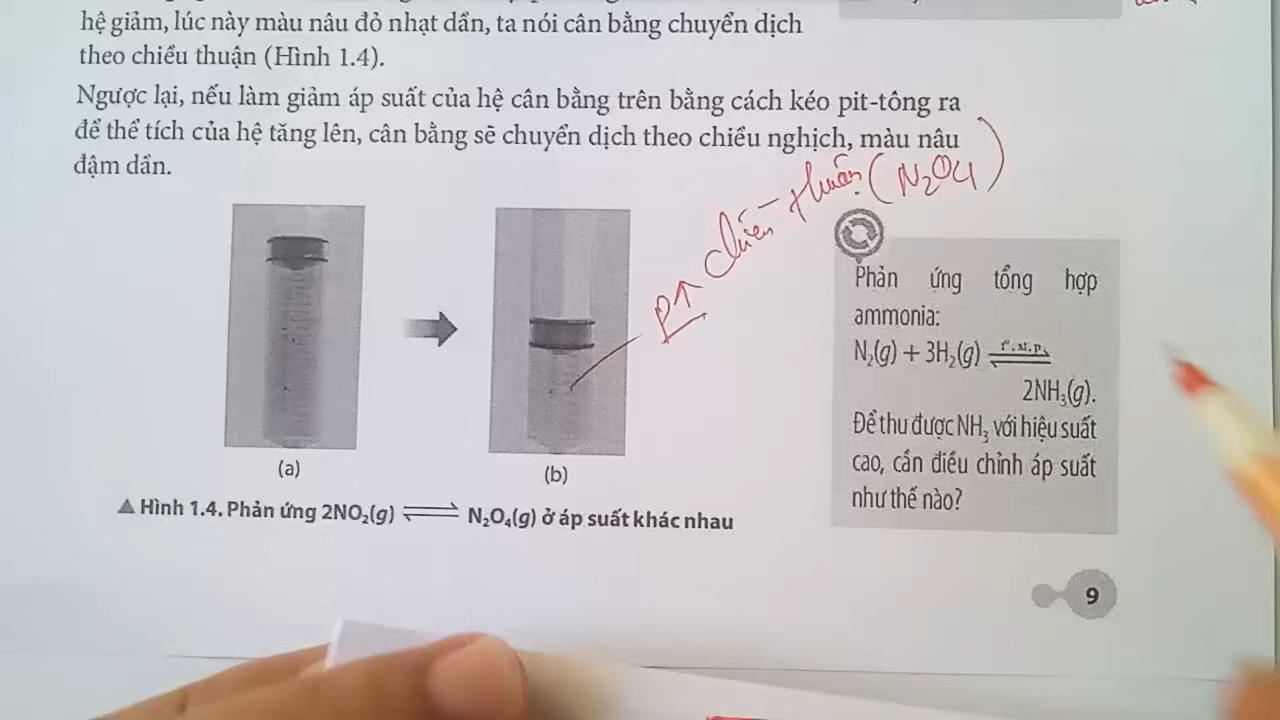 hệ giảm, lúc này màu nâu đỏ nhạt dần, ta nói cân bằng chuyển dịch
theo chiều thuận (Hình 1.4).
Ngược lại, nếu làm giảm áp suất của hệ cân bằng trên bằng cách kéo pit-tông ra
để thể tích của hệ tăng lên, cân bằng sẽ chuyển dịch theo chiều nghịch, màu nâu
đậm dần.
P↑ chiều thuận (N2O4)
(a)
(b)
▲ Hình 1.4. Phản ứng 2NO₂(g) ⇌ N₂O₄(g) ở áp suất khác nhau
Phản ứng tổng hợp
ammonia:
N₂(g) + 3H₂(g) ⇌ t°, xt, p
2NH₃(g).
Để thu được NH₃ với hiệu suất
cao, cần điều chỉnh áp suất
như thế nào?
9